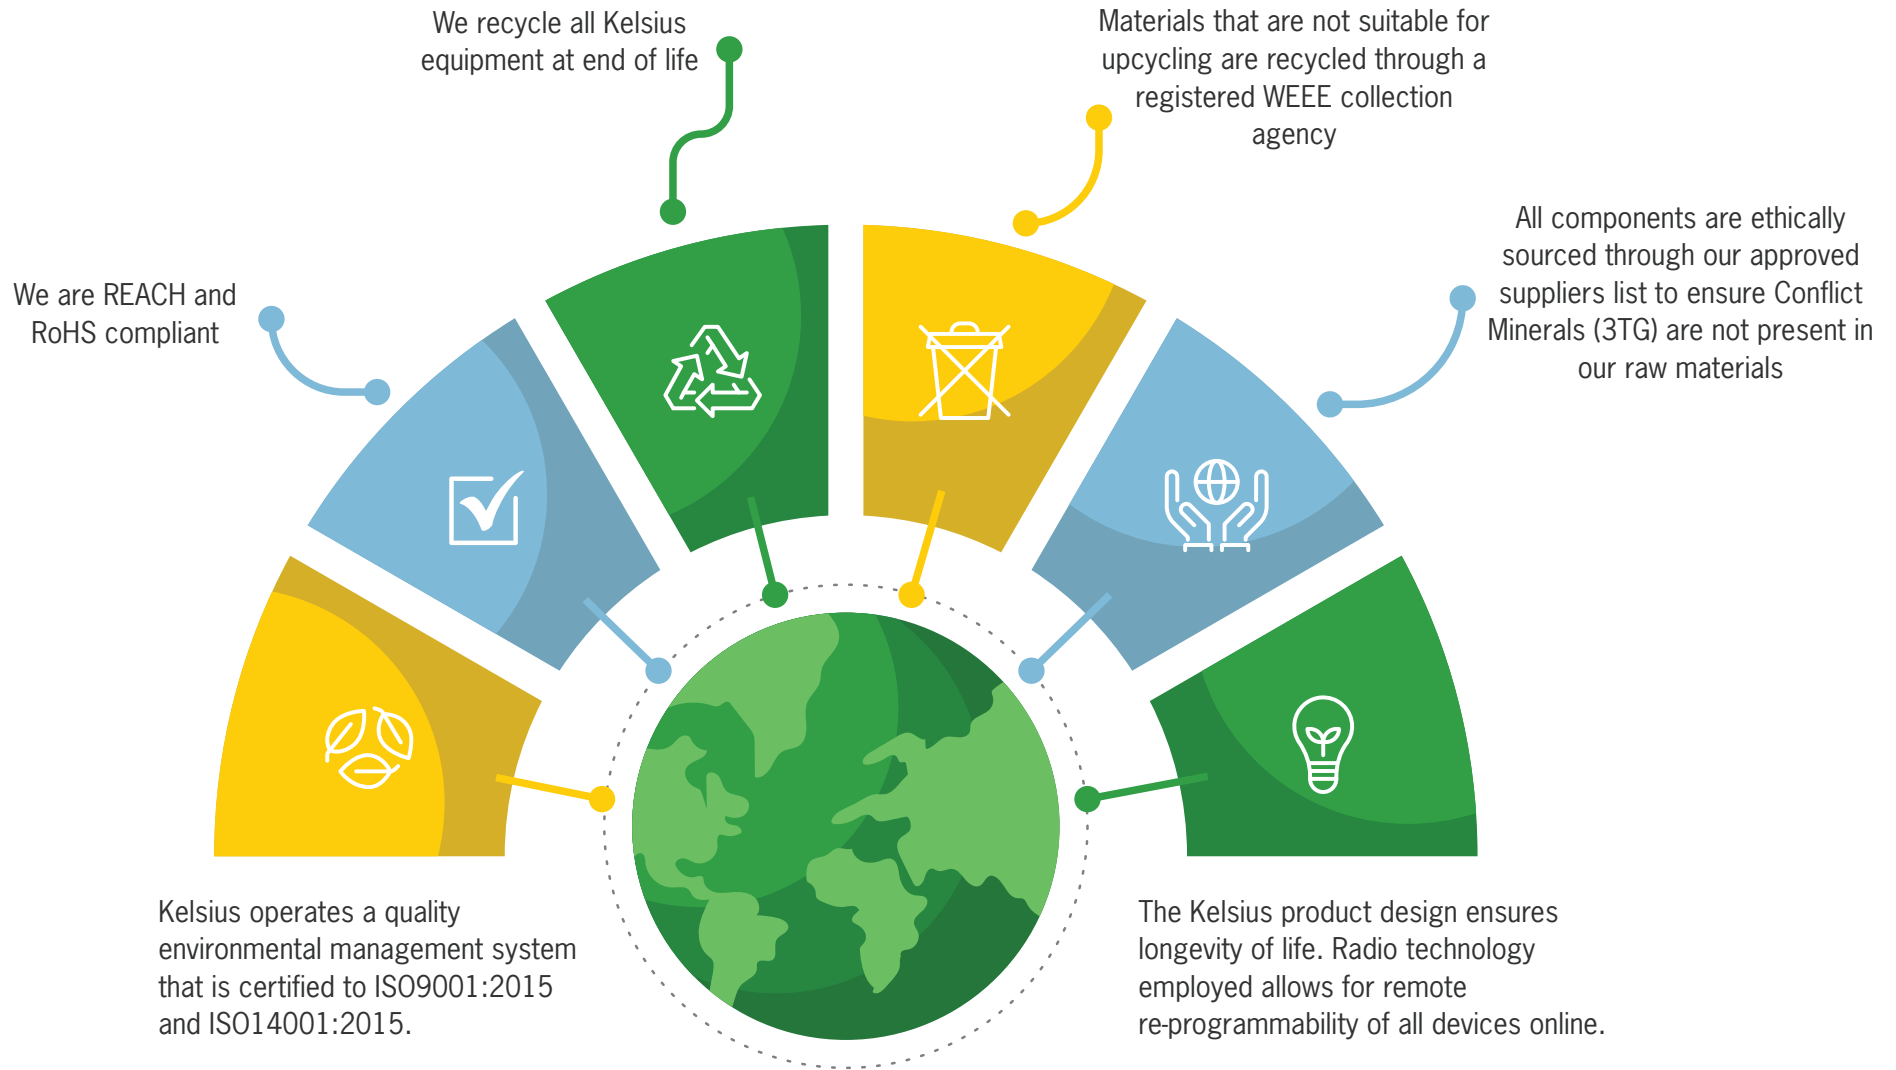 We recycle all Kelsius
equipment at end of life
Materials that are not suitable for
upcycling are recycled through a
registered WEEE collection
agency
All components are ethically
sourced through our approved
suppliers list to ensure Conflict
Minerals (3TG) are not present in
our raw materials
We are REACH and
RoHS compliant
Kelsius operates a quality
environmental management system
that is certified to ISO9001:2015
and ISO14001:2015.
The Kelsius product design ensures
longevity of life. Radio technology
employed allows for remote
re-programmability of all devices online.